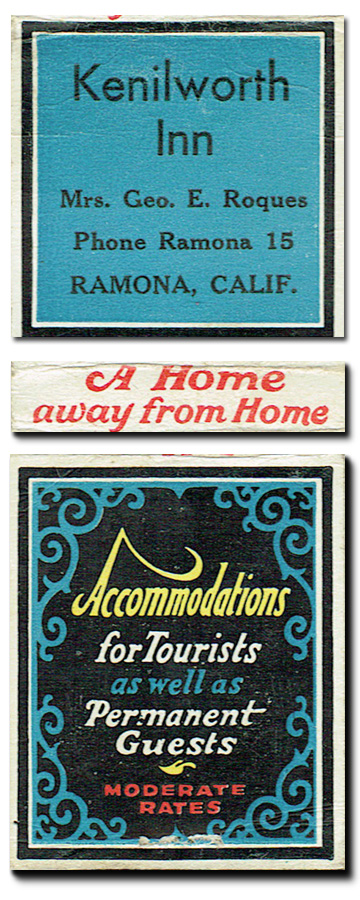 Kenilworth
Inn
Mrs. Geo. E. Roques
Phone Ramona 15
RAMONA, CALIF.
A Home
away from Home
Accommodations
for Tourists
as well as
Permanent
Guests
MODERATE
RATES